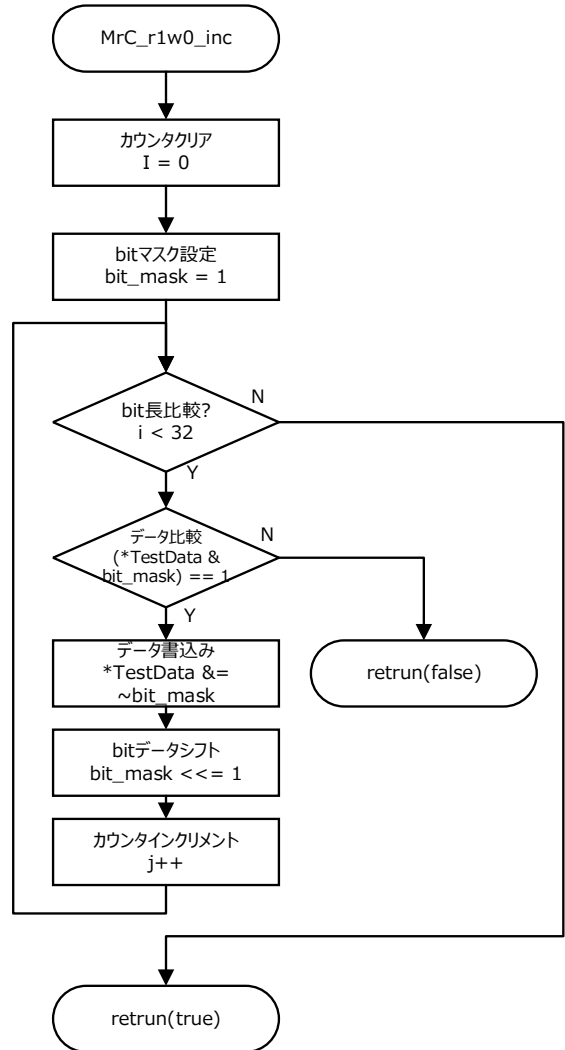 MrC_r1w0_inc
カウンタクリア
I = 0
bitマスク設定
bit_mask = 1
bit長比較?
i < 32
N
Y
データ比較
(*TestData &
bit_mask) == 1
N
Y
データ書込み
*TestData &=
~bit_mask
retrun(false)
bitデータシフト
bit_mask <<= 1
カウンタインクリメント
j++
retrun(true)